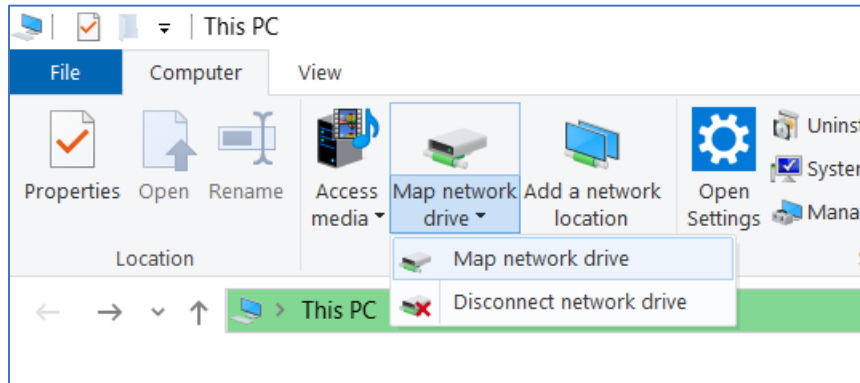 This PC
File Computer View
Properties Open Rename Access media Map network drive Add a network location Open Settings
Location
Map network drive
Disconnect network drive
This PC